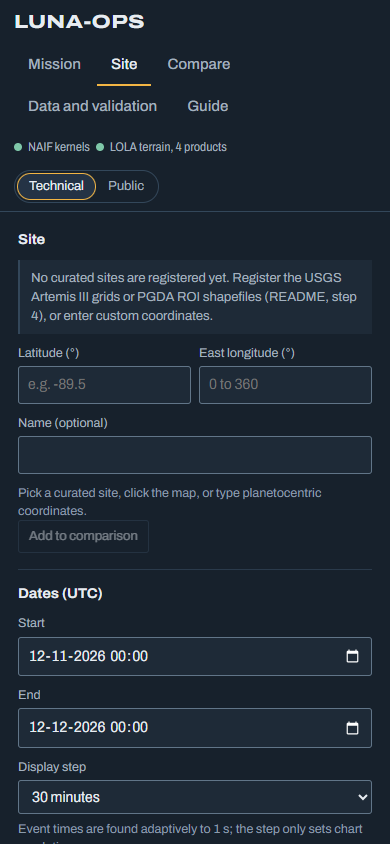 LUNA-OPS
Mission Site Compare
Data and validation Guide
NAIF kernels LOLA terrain, 4 products
Technical Public
Site
No curated sites are registered yet. Register the USGS
Artemis III grids or PGDA ROI shapefiles (README, step
4), or enter custom coordinates.
Latitude (°) East longitude (°)
e.g. -89.5 0 to 360
Name (optional)
Pick a curated site, click the map, or type planetocentric
coordinates.
Add to comparison
Dates (UTC)
Start
12-11-2026 00:00
End
12-12-2026 00:00
Display step
30 minutes
Event times are found adaptively to 1 s; the step only sets chart